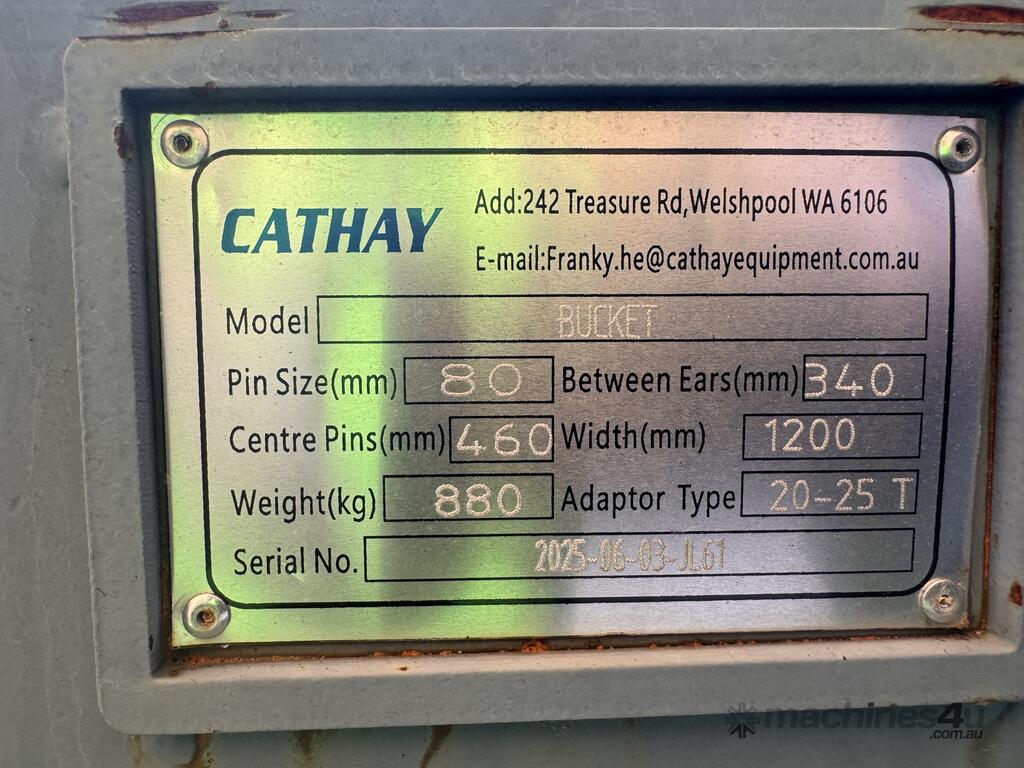 CATHAY
Add:242 Treasure Rd,Welshpool WA 6106
E-mail:Franky.he@cathayequipment.com.au
Model BUCKET
Pin Size(mm) 80 Between Ears(mm) 340
Centre Pins(mm) 460 Width(mm) 1200
Weight(kg) 880 Adaptor Type 20-25 T
Serial No. 2025-06-03-JL61
machines4u
.com.au